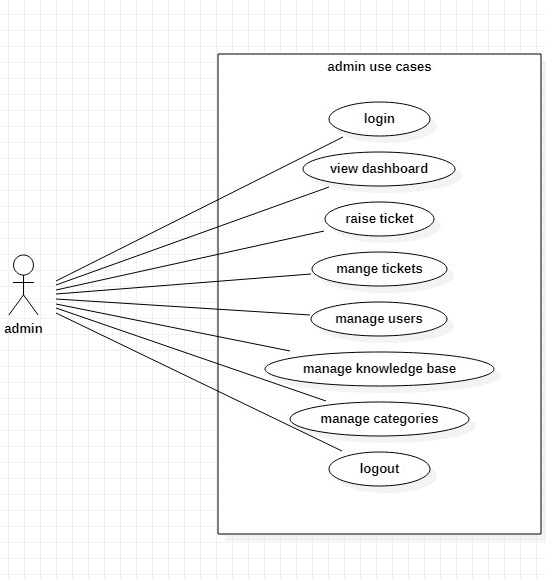 admin use cases
login
view dashboard
raise ticket
mange tickets
manage users
admin
manage knowledge base
manage categories
logout